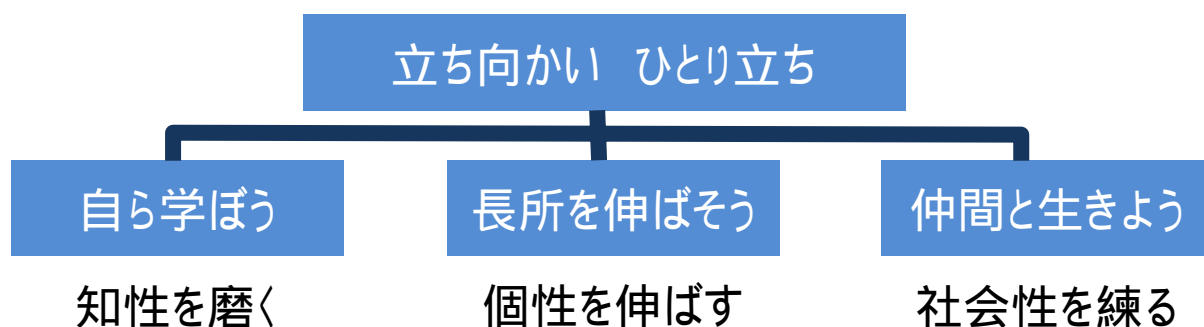 立ち向かい ひとり立ち
自ら学ぼう 長所を伸ばそう 仲間と生きよう
知性を磨く 個性を伸ばす 社会性を練る